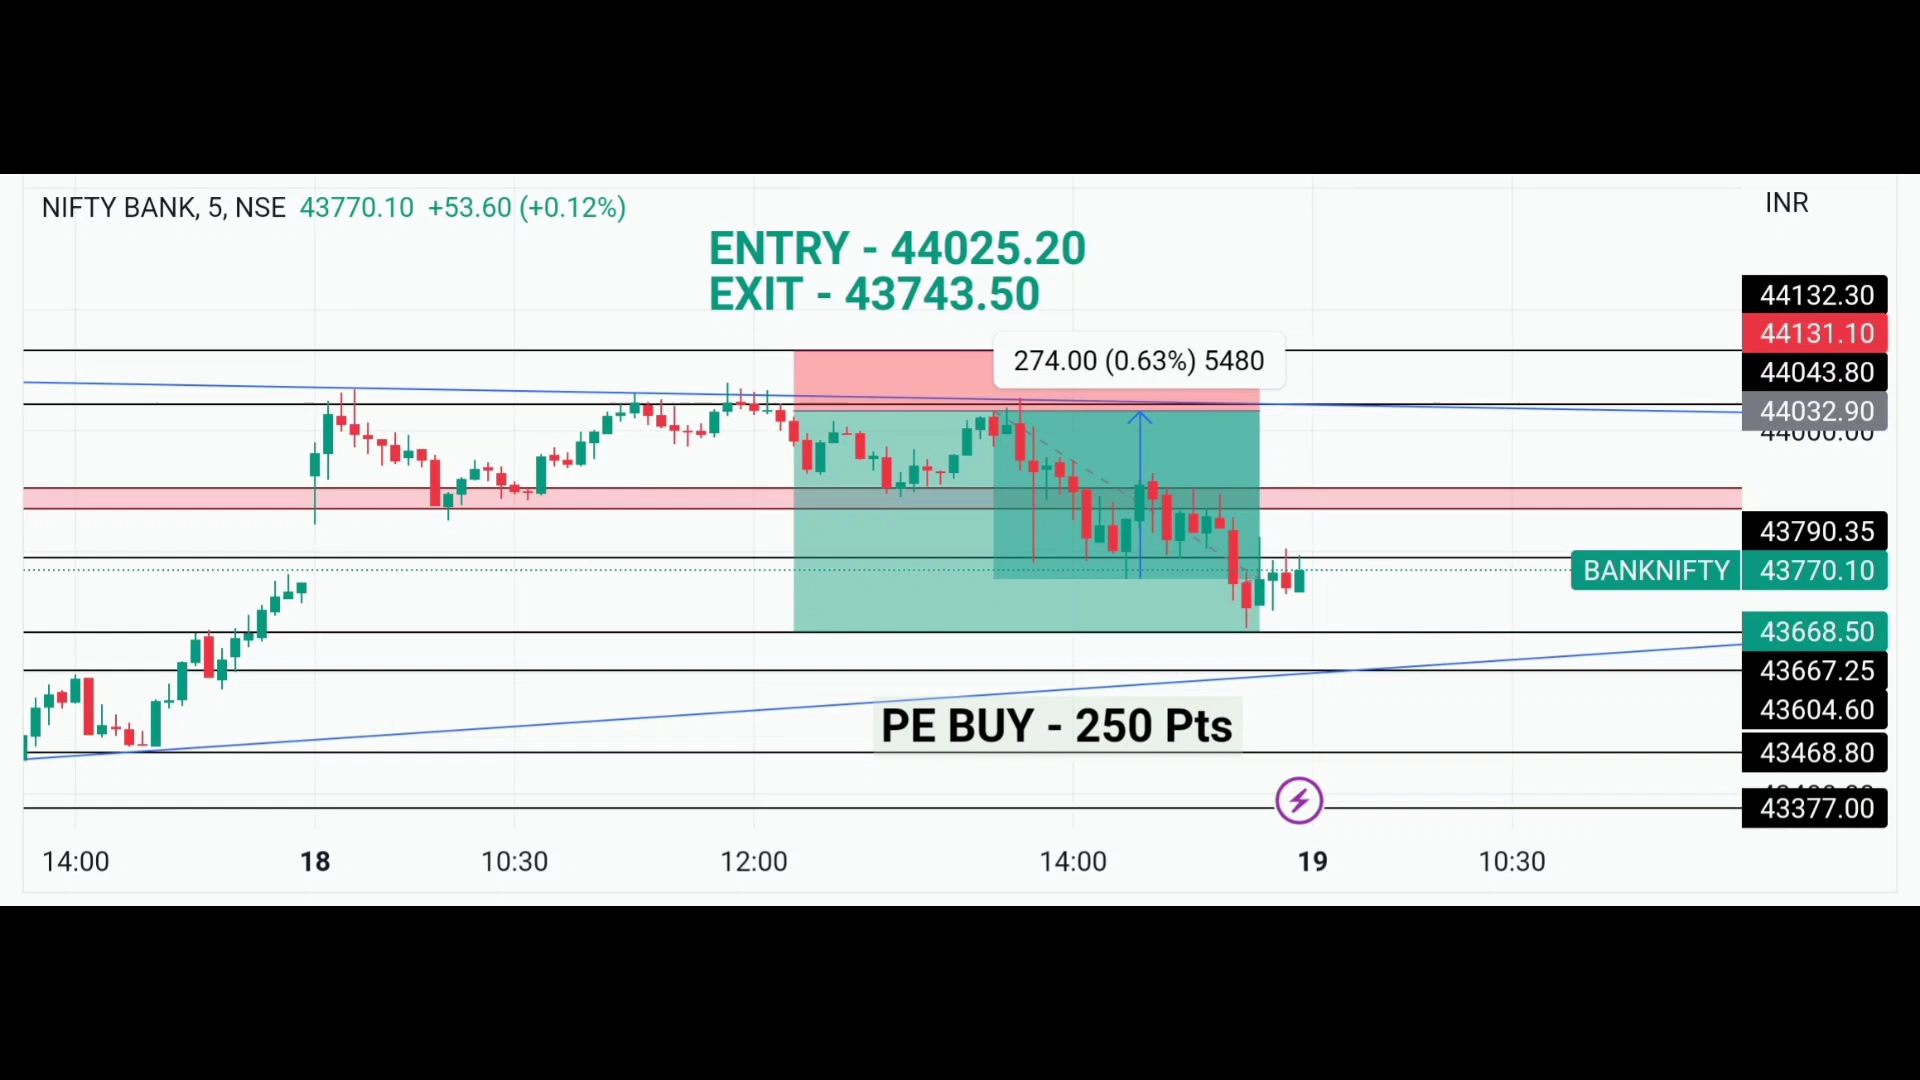 NIFTY BANK, 5, NSE 43770.10 +53.60 (+0.12%)
INR
ENTRY - 44025.20
EXIT - 43743.50
44132.30
44131.10
274.00 (0.63%) 5480
44043.80
44032.90
44000.00
43790.35
BANKNIFTY 43770.10
43668.50
43667.25
43604.60
PE BUY - 250 Pts
43468.80
43377.00
14:00 18 10:30 12:00 14:00 19 10:30